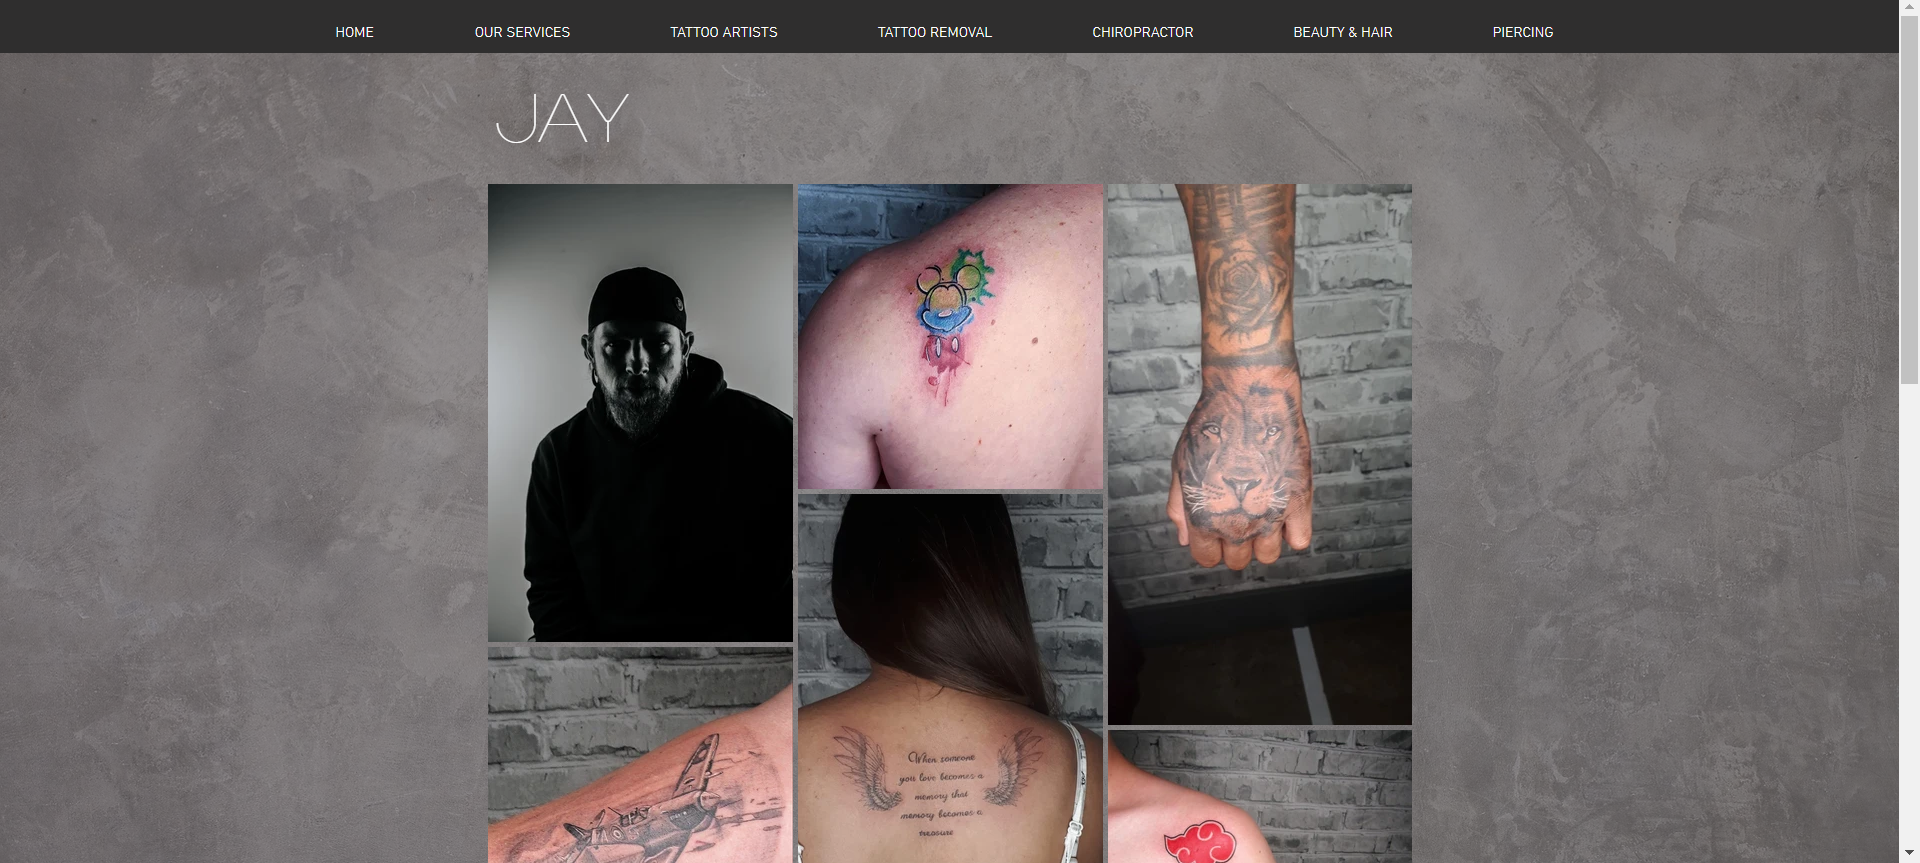 HOME
OUR SERVICES
TATTOO ARTISTS
TATTOO REMOVAL
CHIROPRACTOR
BEAUTY & HAIR
PIERCING
JAY
When someone
you love becomes a
memory that
memory becomes a
treasure